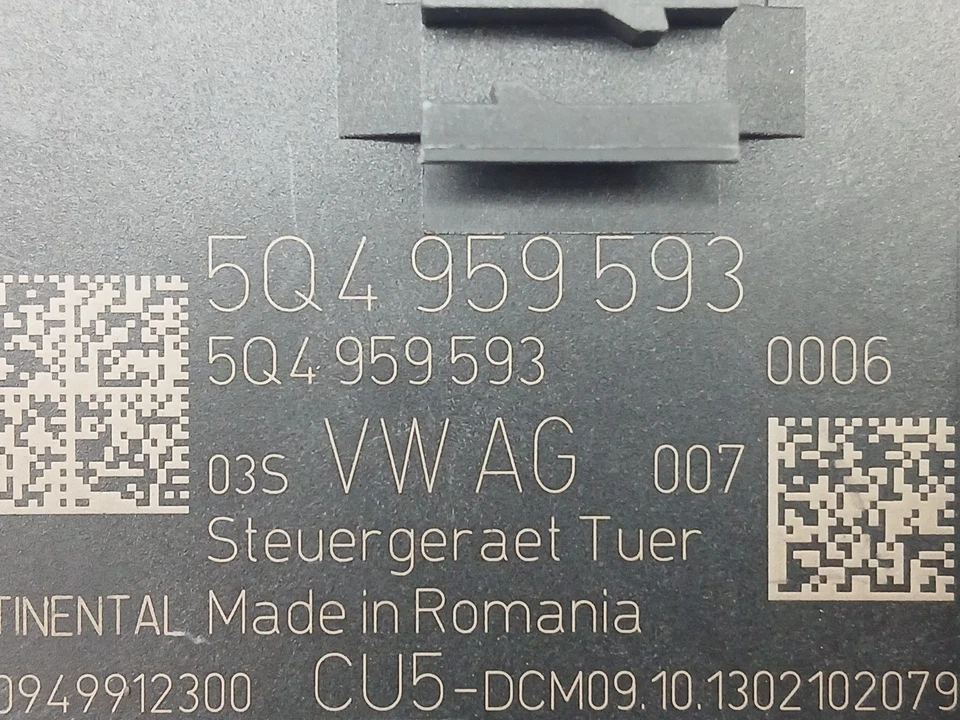 5Q4 959 593
5Q4 959 593 0006
03S VW AG 007
Steuergeraet Tuer
TINENTAL Made in Romania
0949912300 CU5-DCM09.10.1302102079